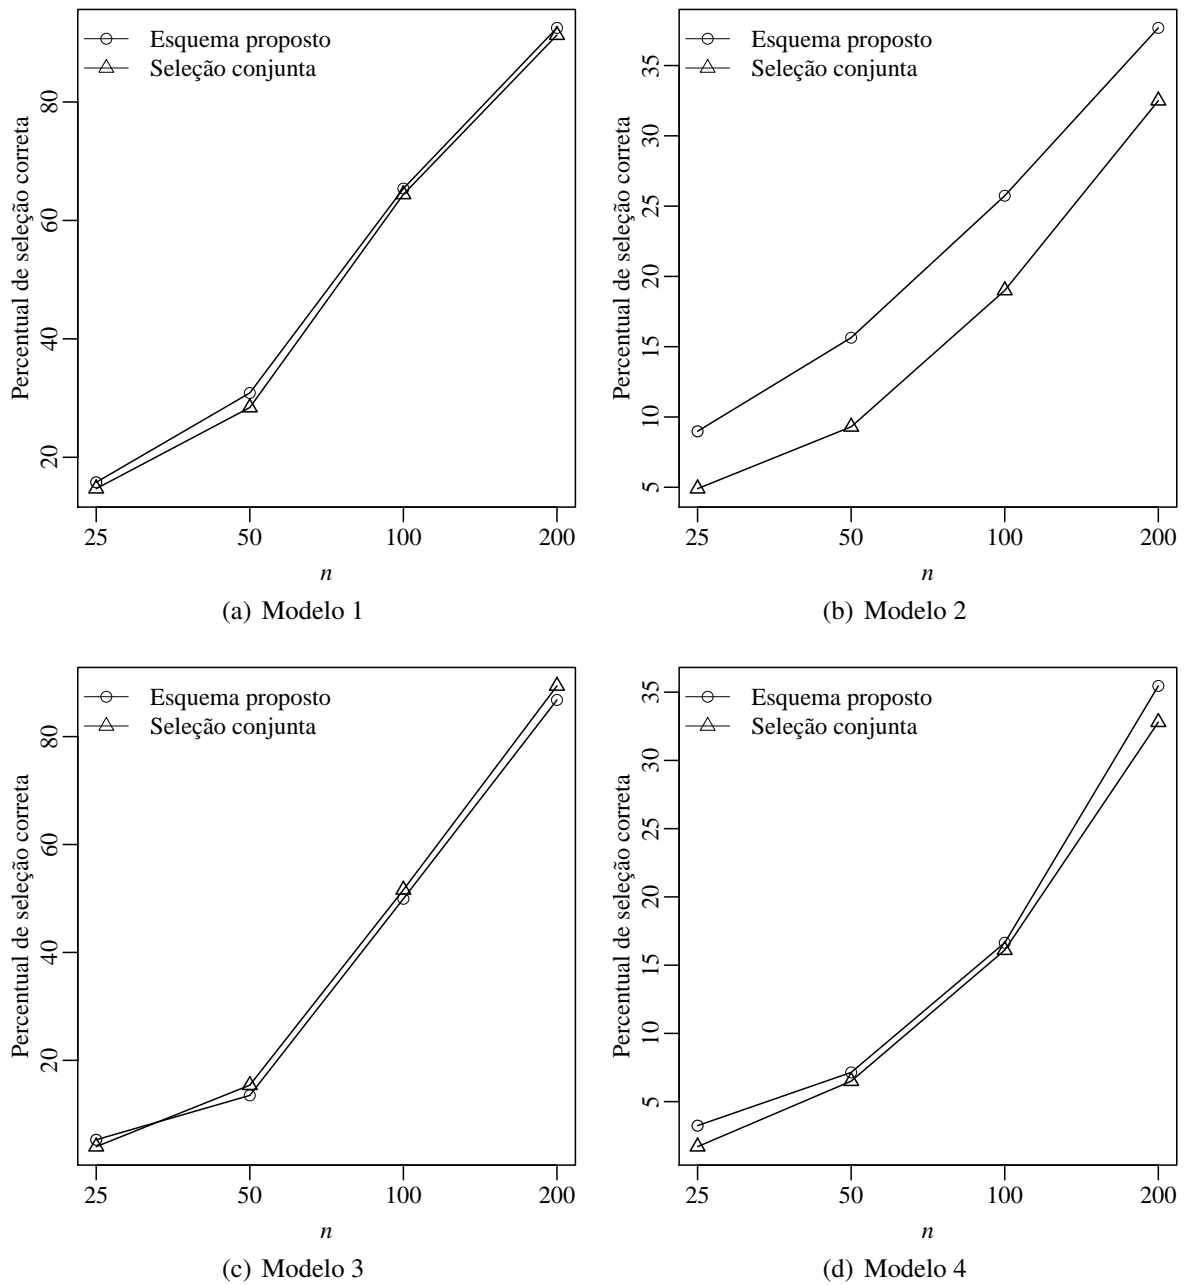 Esquema proposto
Seleção conjunta
Percentual de seleção correta
20 40 60 80
25 50 100 200
n
(a) Modelo 1
Esquema proposto
Seleção conjunta
Percentual de seleção correta
5 10 15 20 25 30 35
25 50 100 200
n
(b) Modelo 2
Esquema proposto
Seleção conjunta
Percentual de seleção correta
20 40 60 80
25 50 100 200
n
(c) Modelo 3
Esquema proposto
Seleção conjunta
Percentual de seleção correta
5 10 15 20 25 30 35
25 50 100 200
n
(d) Modelo 4